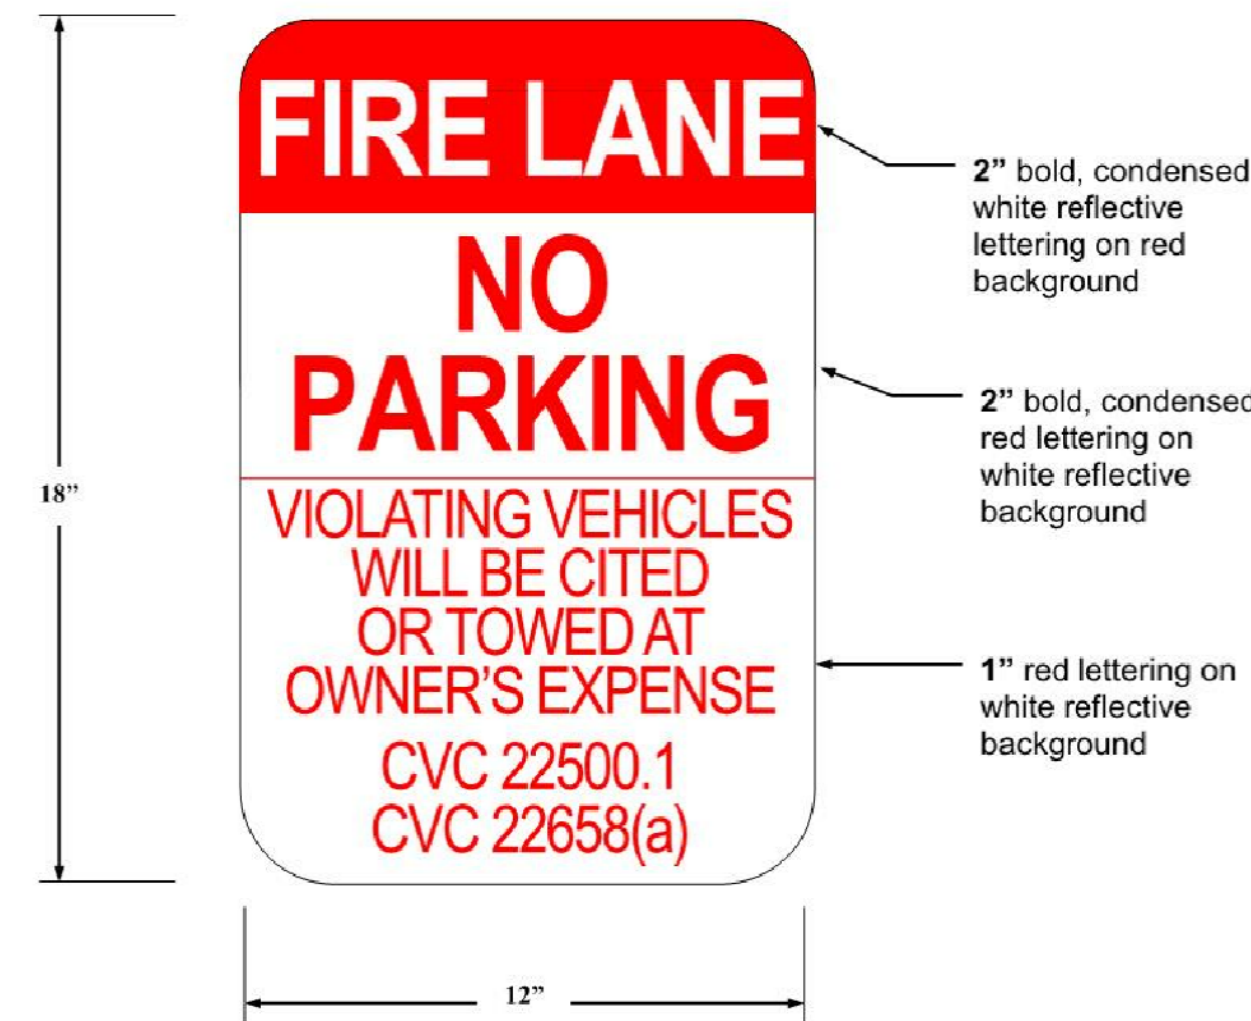 FIRE LANE
NO
PARKING
VIOLATING VEHICLES
WILL BE CITED
OR TOWED AT
OWNER'S EXPENSE
CVC 22500.1
CVC 22658(a)
2” bold, condensed
white reflective
lettering on red
background
2” bold, condensed
red lettering on
white reflective
background
1” red lettering on
white reflective
background
18”
12”